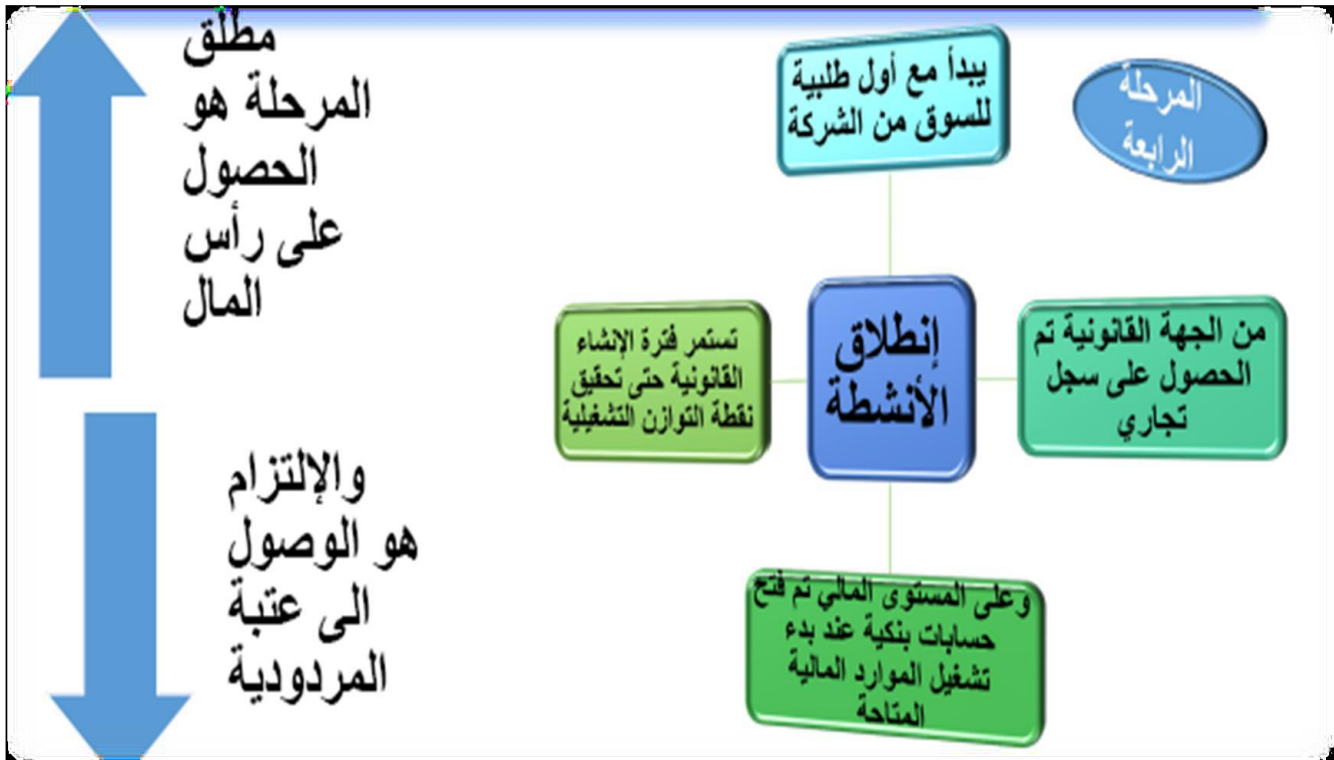 المرحلة
الرابعة
يبدأ مع أول طلبية
للسوق من الشركة
من الجهة القانونية تم
الحصول على سجل
تجاري
إنطلاق
الأنشطة
تستمر فترة الإنشاء
القانونية حتى تحقيق
نقطة التوازن التشغيلية
وعلى المستوى المالي تم فتح
حسابات بنكية عند بدء
تشغيل الموارد المالية
المتاحة
مطلق
المرحلة هو
الحصول
على رأس
المال
والإلتزام
هو الوصول
الى عتبة
المردودية